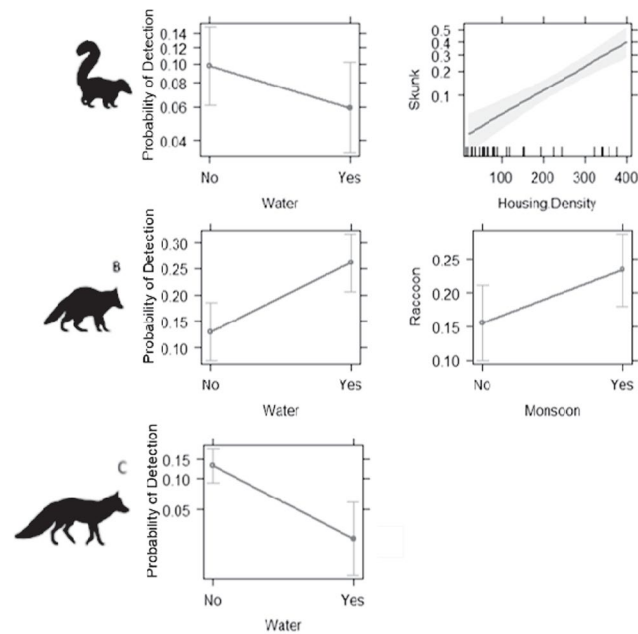 Probability of Detection
0.14
0.12
0.10
0.08
0.06
0.04
No
Yes
Water
Skunk
0.5
0.4
0.3
0.2
0.1
100
200
300
400
Housing Density
B
Probability of Detection
0.30
0.25
0.20
0.15
0.10
No
Yes
Water
Raccoon
0.25
0.20
0.15
0.10
No
Yes
Monsoon
C
Probability of Detection
0.15
0.10
0.05
No
Yes
Water